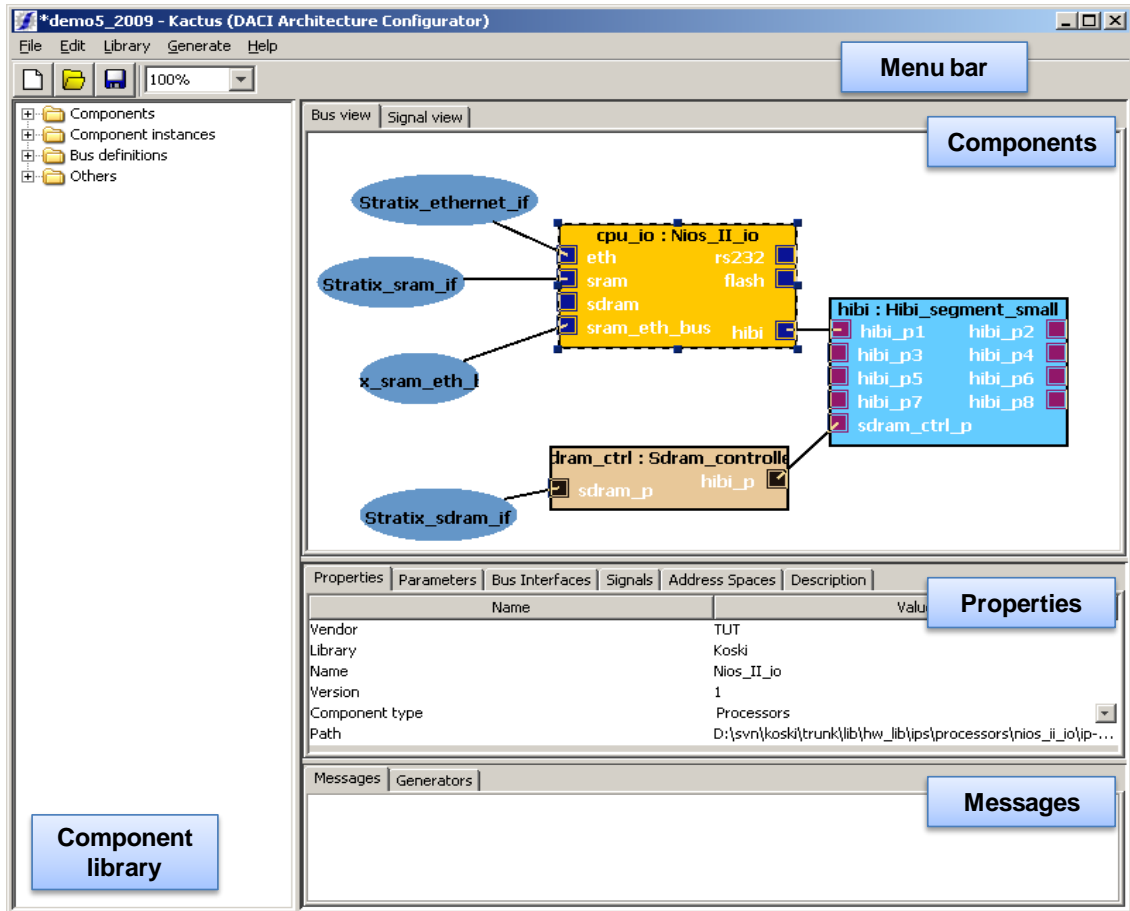 *demo5_2009 - Kactus (DACI Architecture Configurator)
File Edit Library Generate Help
Menu bar
100%
Components
Component instances
Bus definitions
Others
Bus view Signal view
Components
Stratix_ethernet_if
cpu_io : Nios_II_io
eth rs232
Stratix_sram_if
sram flash
sdram
sram_eth_bus hibi
hibi : Hibi_segment_small
hibi_p1 hibi_p2
hibi_p3 hibi_p4
hibi_p5 hibi_p6
hibi_p7 hibi_p8
sdram_ctrl_p
x_sram_eth_b
dram_ctrl : Sdram_controlle
sdram_p hibi_p
Stratix_sdram_if
Properties Parameters Bus Interfaces Signals Address Spaces Description
Properties
Name Valu
Vendor TUT
Library Koski
Name Nios_II_io
Version 1
Component type Processors
Path D:\svn\koski\trunk\lib\hw_lib\ips\processors\nios_ii_io\ip-...
Messages Generators
Messages
Component
library